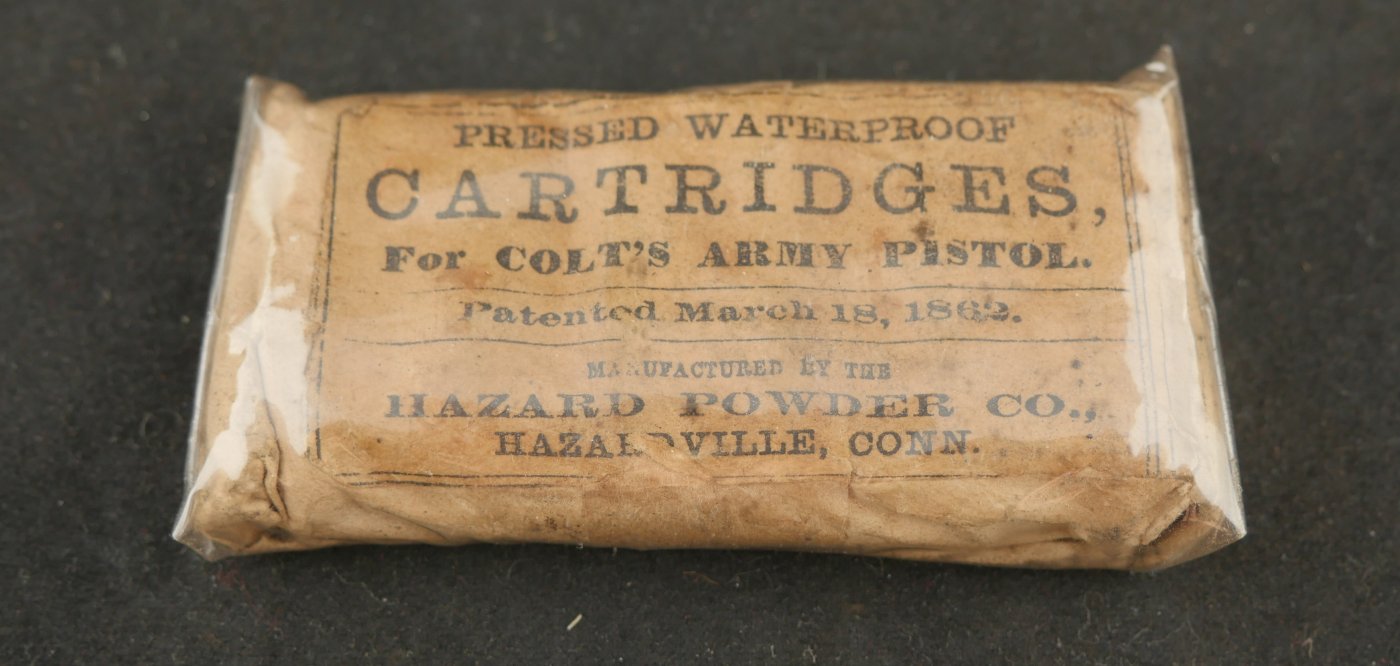 PRESSED WATERPROOF
CARTRIDGES,
For COLT'S ARMY PISTOL.
Patented March 18, 1862.
MANUFACTURED BY THE
HAZARD POWDER CO.,
HAZARDVILLE, CONN.